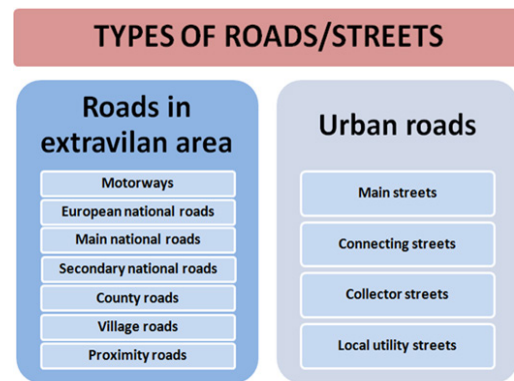 TYPES OF ROADS/STREETS
Roads in
extravilan area
Motorways
European national roads
Main national roads
Secondary national roads
County roads
Village roads
Proximity roads
Urban roads
Main streets
Connecting streets
Collector streets
Local utility streets